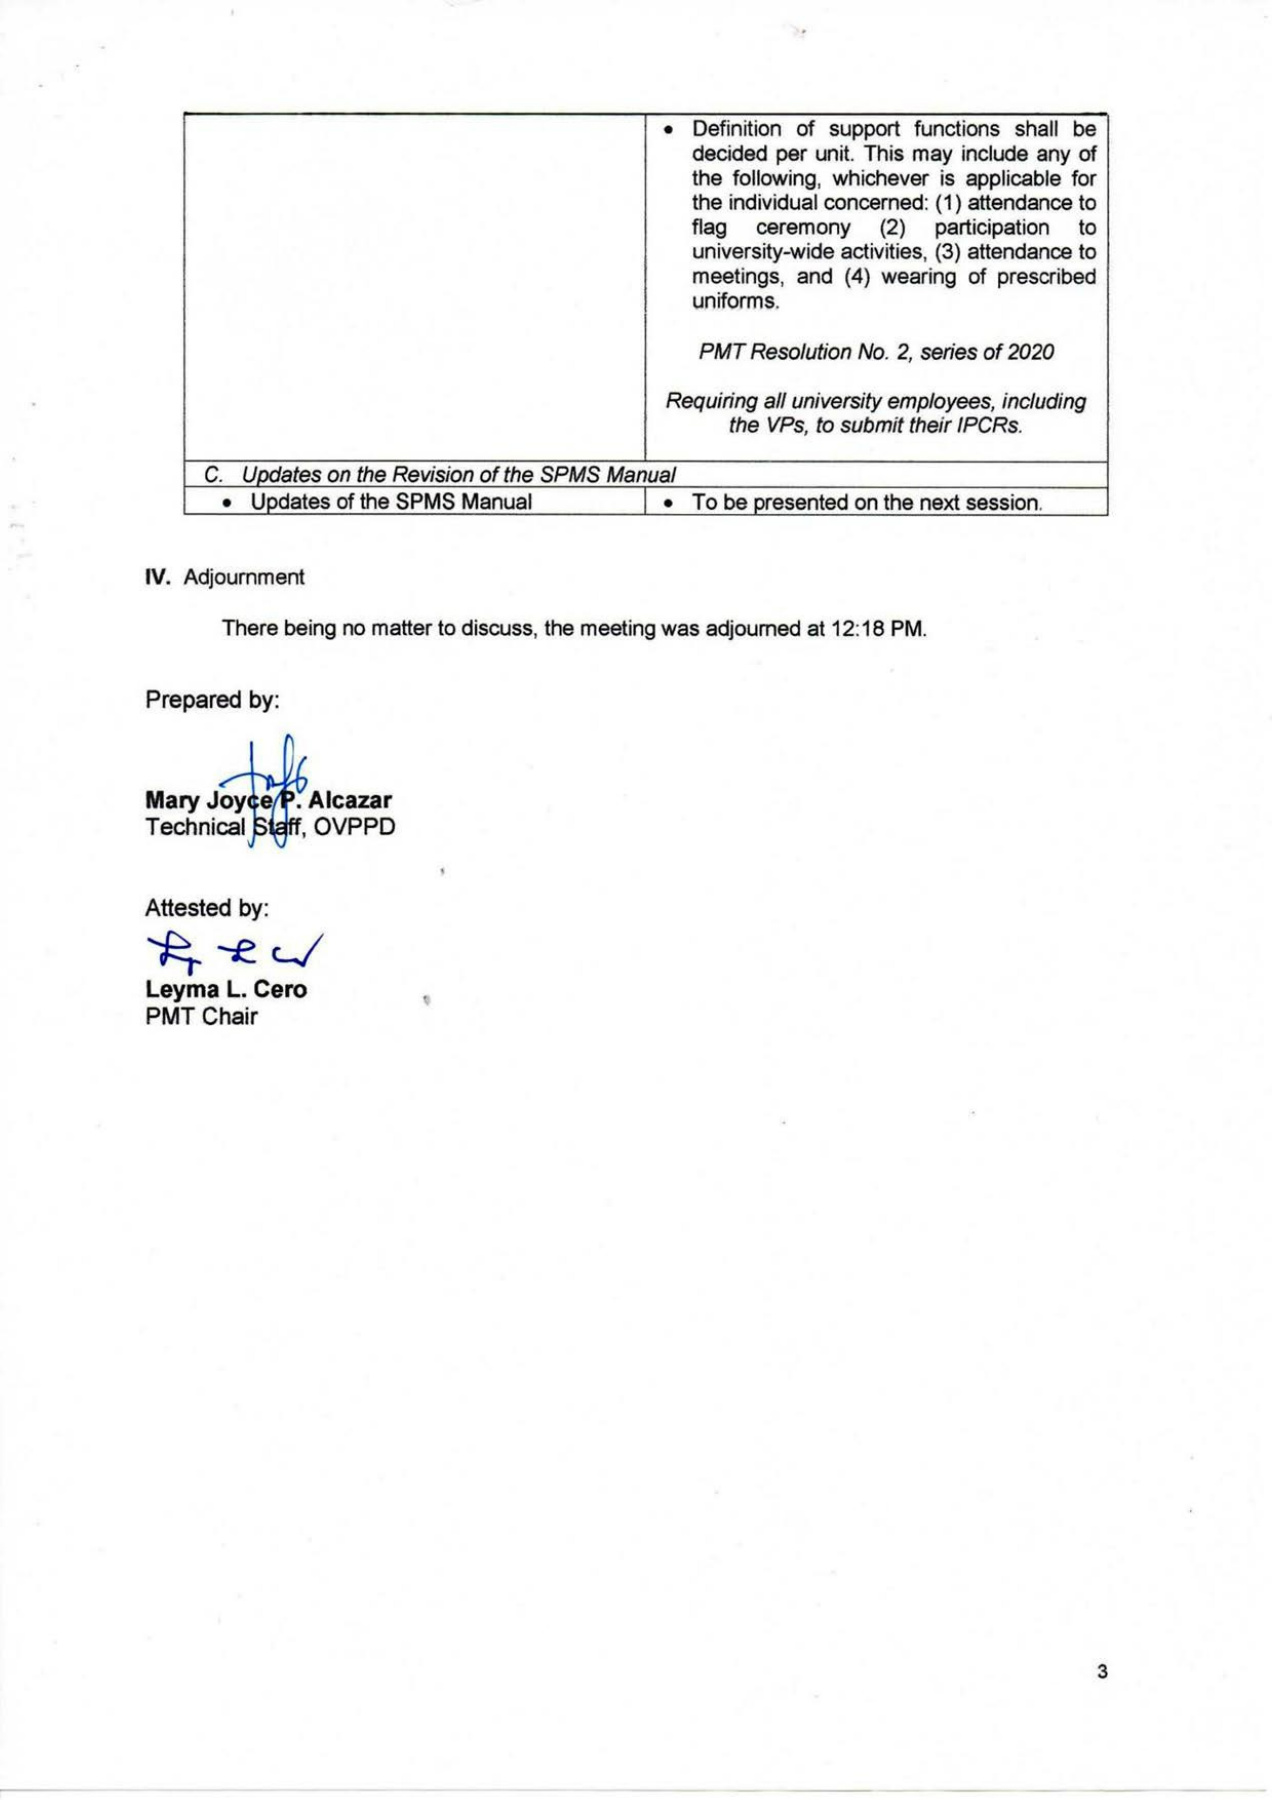 • Definition of support functions shall be
decided per unit. This may include any of
the following, whichever is applicable for
the individual concerned: (1) attendance to
flag ceremony (2) participation to
university-wide activities, (3) attendance to
meetings, and (4) wearing of prescribed
uniforms.
PMT Resolution No. 2, series of 2020
Requiring all university employees, including
the VPs, to submit their IPCRs.
C. Updates on the Revision of the SPMS Manual
• Updates of the SPMS Manual • To be presented on the next session.
IV. Adjournment
There being no matter to discuss, the meeting was adjourned at 12:18 PM.
Prepared by:
Mary Joyce P. Alcazar
Technical Staff, OVPPD
Attested by:
Leyma L. Cero
PMT Chair
3